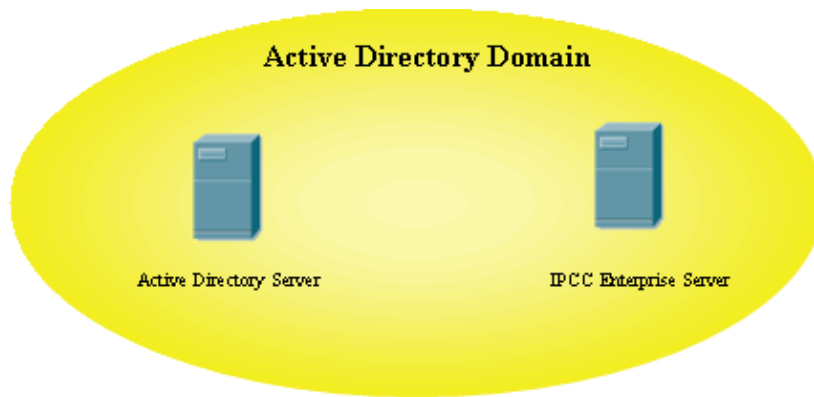 Active Directory Domain
Active Directory Server
IPCC Enterprise Server